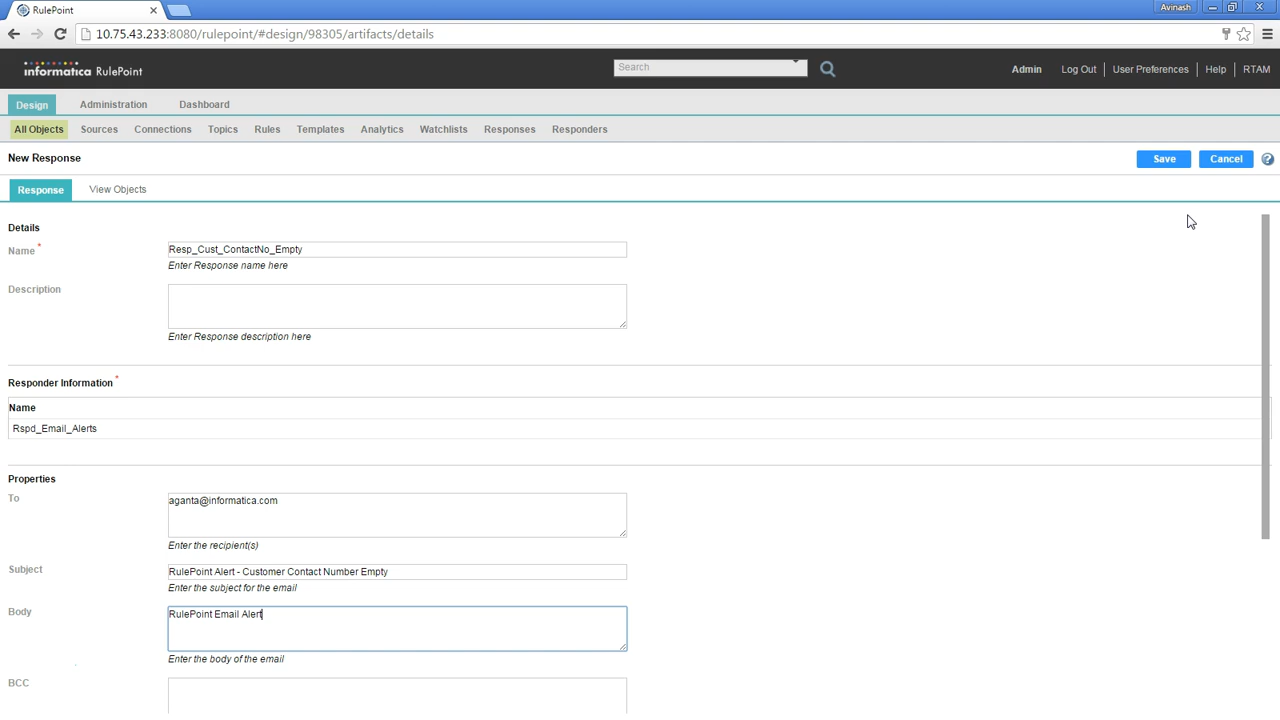 RulePoint
Avinash
10.75.43.233:8080/rulepoint/#design/98305/artifacts/details
informatica RulePoint
Search
Admin Log Out User Preferences Help RTAM
Design Administration Dashboard
All Objects Sources Connections Topics Rules Templates Analytics Watchlists Responses Responders
New Response
Save Cancel ?
Response View Objects
Details
Name * Resp_Cust_ContactNo_Empty
Enter Response name here
Description
Enter Response description here
Responder Information *
Name
Rspd_Email_Alerts
Properties
To aganta@informatica.com
Enter the recipient(s)
Subject RulePoint Alert - Customer Contact Number Empty
Enter the subject for the email
Body RulePoint Email Alert
Enter the body of the email
BCC